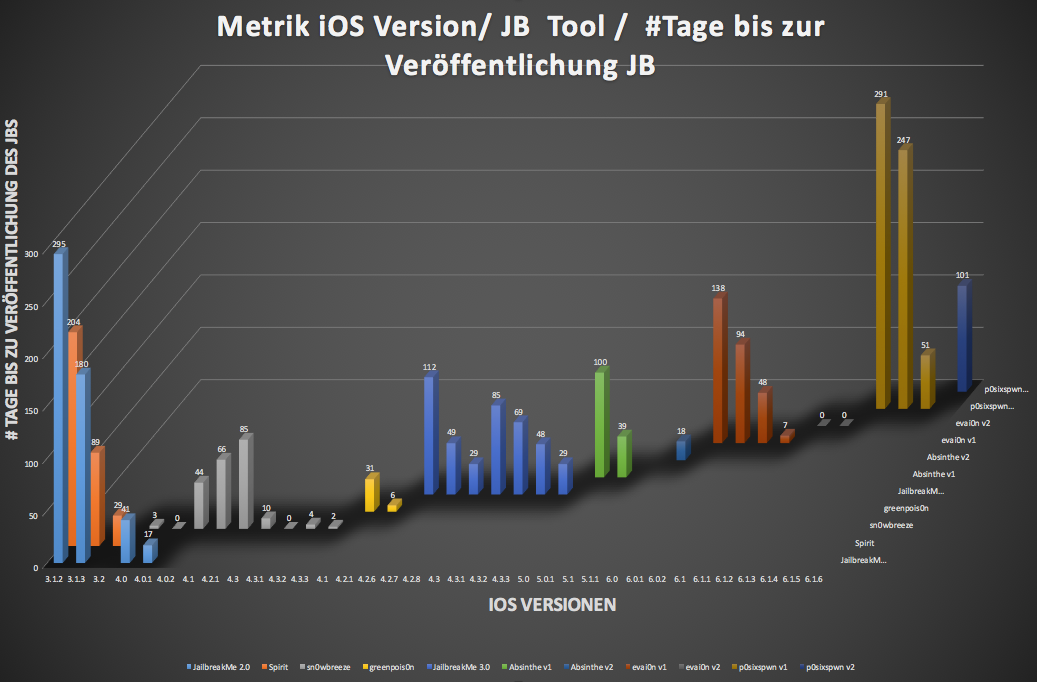 Metrik iOS Version/ JB Tool / #Tage bis zur
Veröffentlichung JB
# TAGE BIS ZU VERÖFFENTLICHUNG DES JBS
300
250
200
150
100
50
0
295
204
180
89
29
41
17
3
0
44
66
85
10
0
4
2
31
6
112
49
29
85
69
48
29
100
39
18
138
94
48
7
0
0
291
247
51
101
3.1.2 3.1.3 3.2 4.0 4.0.1 4.0.2 4.1 4.2.1 4.3 4.3.1 4.3.2 4.3.3 4.1 4.2.1 4.2.6 4.2.7 4.2.8 4.3 4.3.1 4.3.2 4.3.3 5.0 5.0.1 5.1 5.1.1 6.0 6.0.1 6.0.2 6.1 6.1.1 6.1.2 6.1.3 6.1.4 6.1.5 6.1.6
IOS VERSIONEN
p0sixspwn...
p0sixspwn...
evai0n v2
evai0n v1
Absinthe v2
Absinthe v1
JailbreakM...
greenpois0n
sn0wbreeze
Spirit
JailbreakM...
JailbreakMe 2.0 Spirit sn0wbreeze greenpois0n JailbreakMe 3.0 Absinthe v1 Absinthe v2 evai0n v1 evai0n v2 p0sixspwn v1 p0sixspwn v2